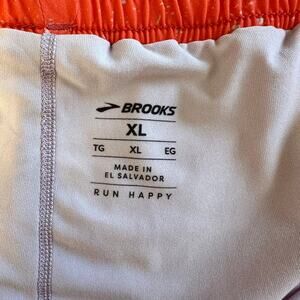 BROOKS
XL
TG XL EG
MADE IN
EL SALVADOR
RUN HAPPY